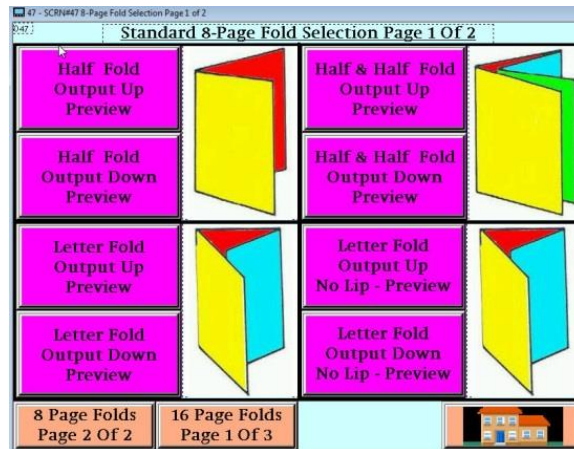 47 - SCRN#47 8-Page Fold Selection Page 1 of 2
D-47
Standard 8-Page Fold Selection Page 1 Of 2
Half Fold
Output Up
Preview
Half & Half Fold
Output Up
Preview
Half Fold
Output Down
Preview
Half & Half Fold
Output Down
Preview
Letter Fold
Output Up
Preview
Letter Fold
Output Up
No Lip - Preview
Letter Fold
Output Down
Preview
Letter Fold
Output Down
No Lip - Preview
8 Page Folds
Page 2 Of 2
16 Page Folds
Page 1 Of 3